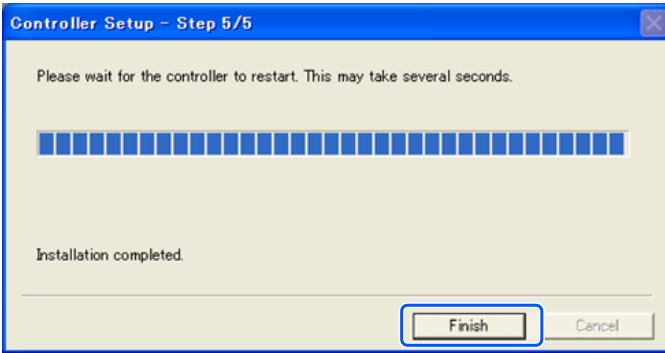 Controller Setup - Step 5/5
Please wait for the controller to restart. This may take several seconds.
Installation completed.
Finish
Cancel